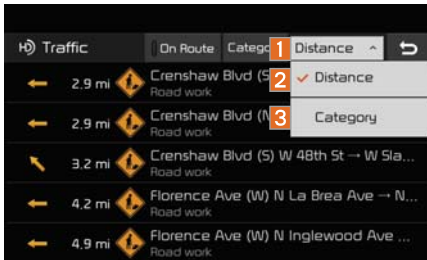 HD) Traffic On Route Catego 1 Distance
2 Distance
3 Category
2.9 mi Crenshaw Blvd (S
Road work
2.9 mi Crenshaw Blvd (N
Road work
3.2 mi Crenshaw Blvd (S) W 48th St → W Sla...
Road work
4.2 mi Florence Ave (W) N La Brea Ave → N...
Road work
4.9 mi Florence Ave (W) N Inglewood Ave ...
Road work